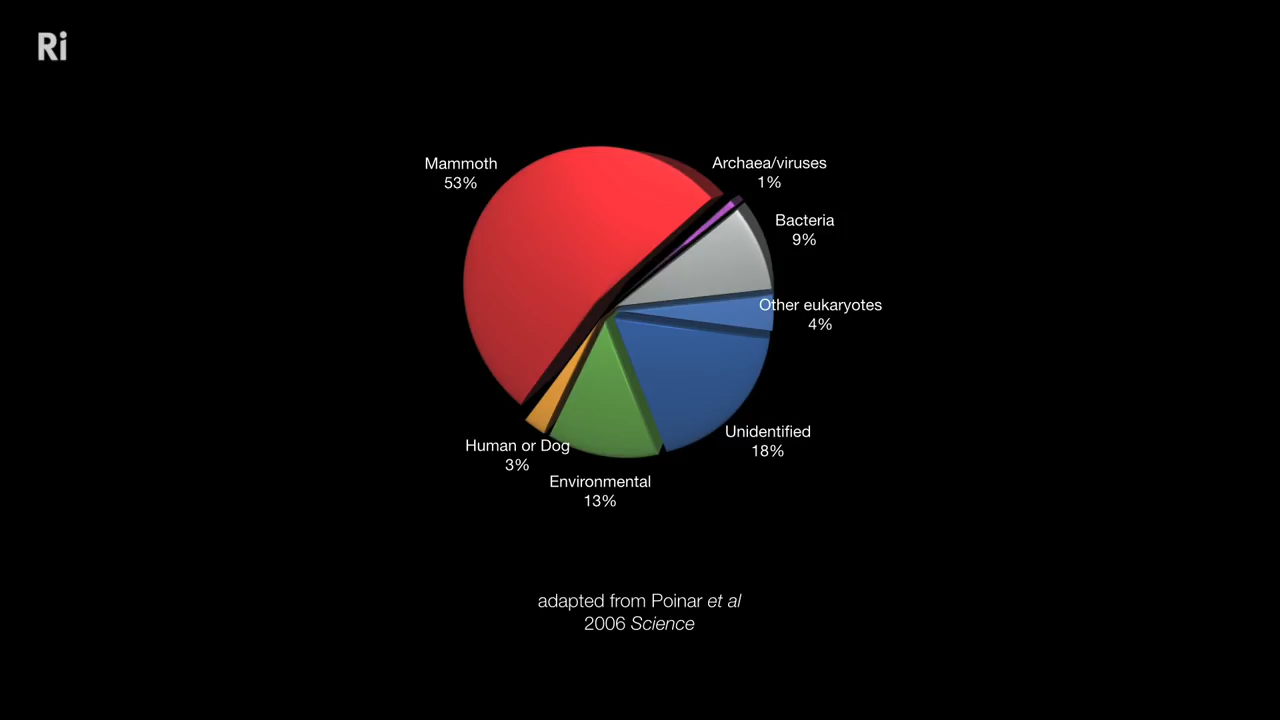 Ri
Mammoth
53%
Archaea/viruses
1%
Bacteria
9%
Other eukaryotes
4%
Unidentified
18%
Human or Dog
3%
Environmental
13%
adapted from Poinar et al
2006 Science